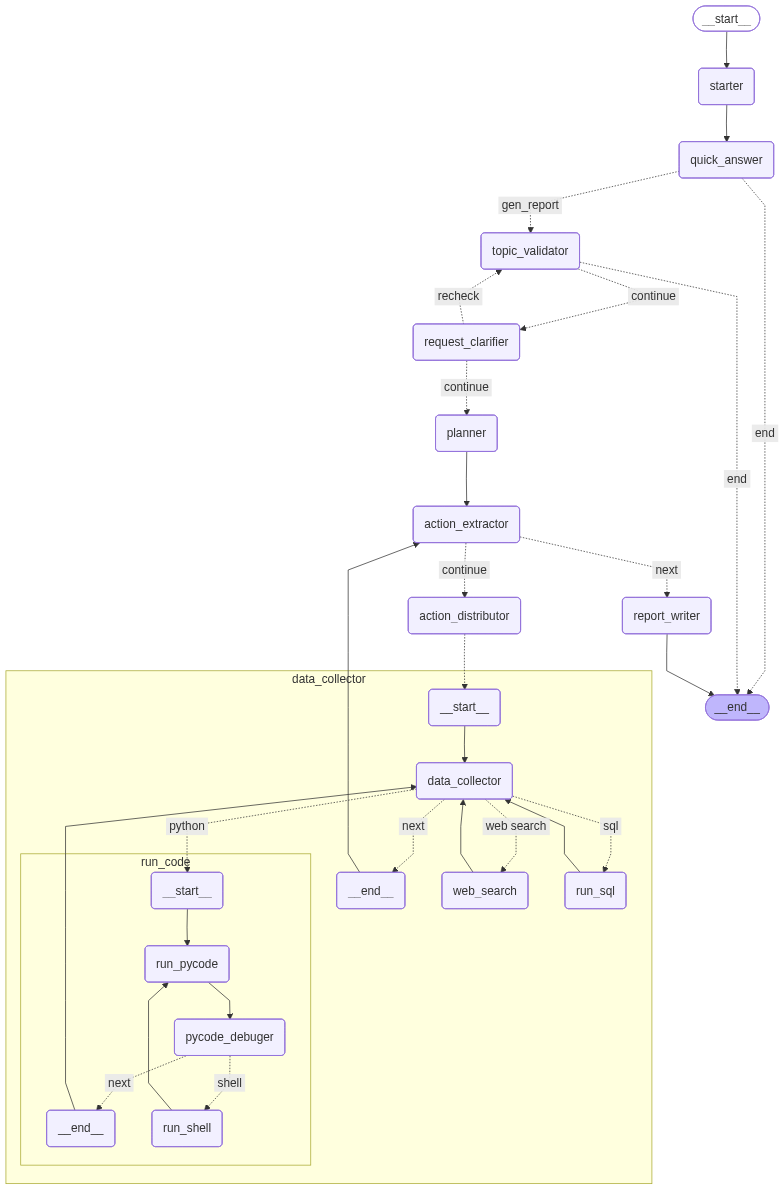 __start__
starter
quick_answer
gen_report
topic_validator
recheck
continue
request_clarifier
continue
planner
end
end
action_extractor
continue
next
action_distributor
report_writer
data_collector
__start__
__end__
data_collector
python
next
web search
sql
run_code
__start__
__end__
web_search
run_sql
run_pycode
pycode_debuger
next
shell
__end__
run_shell